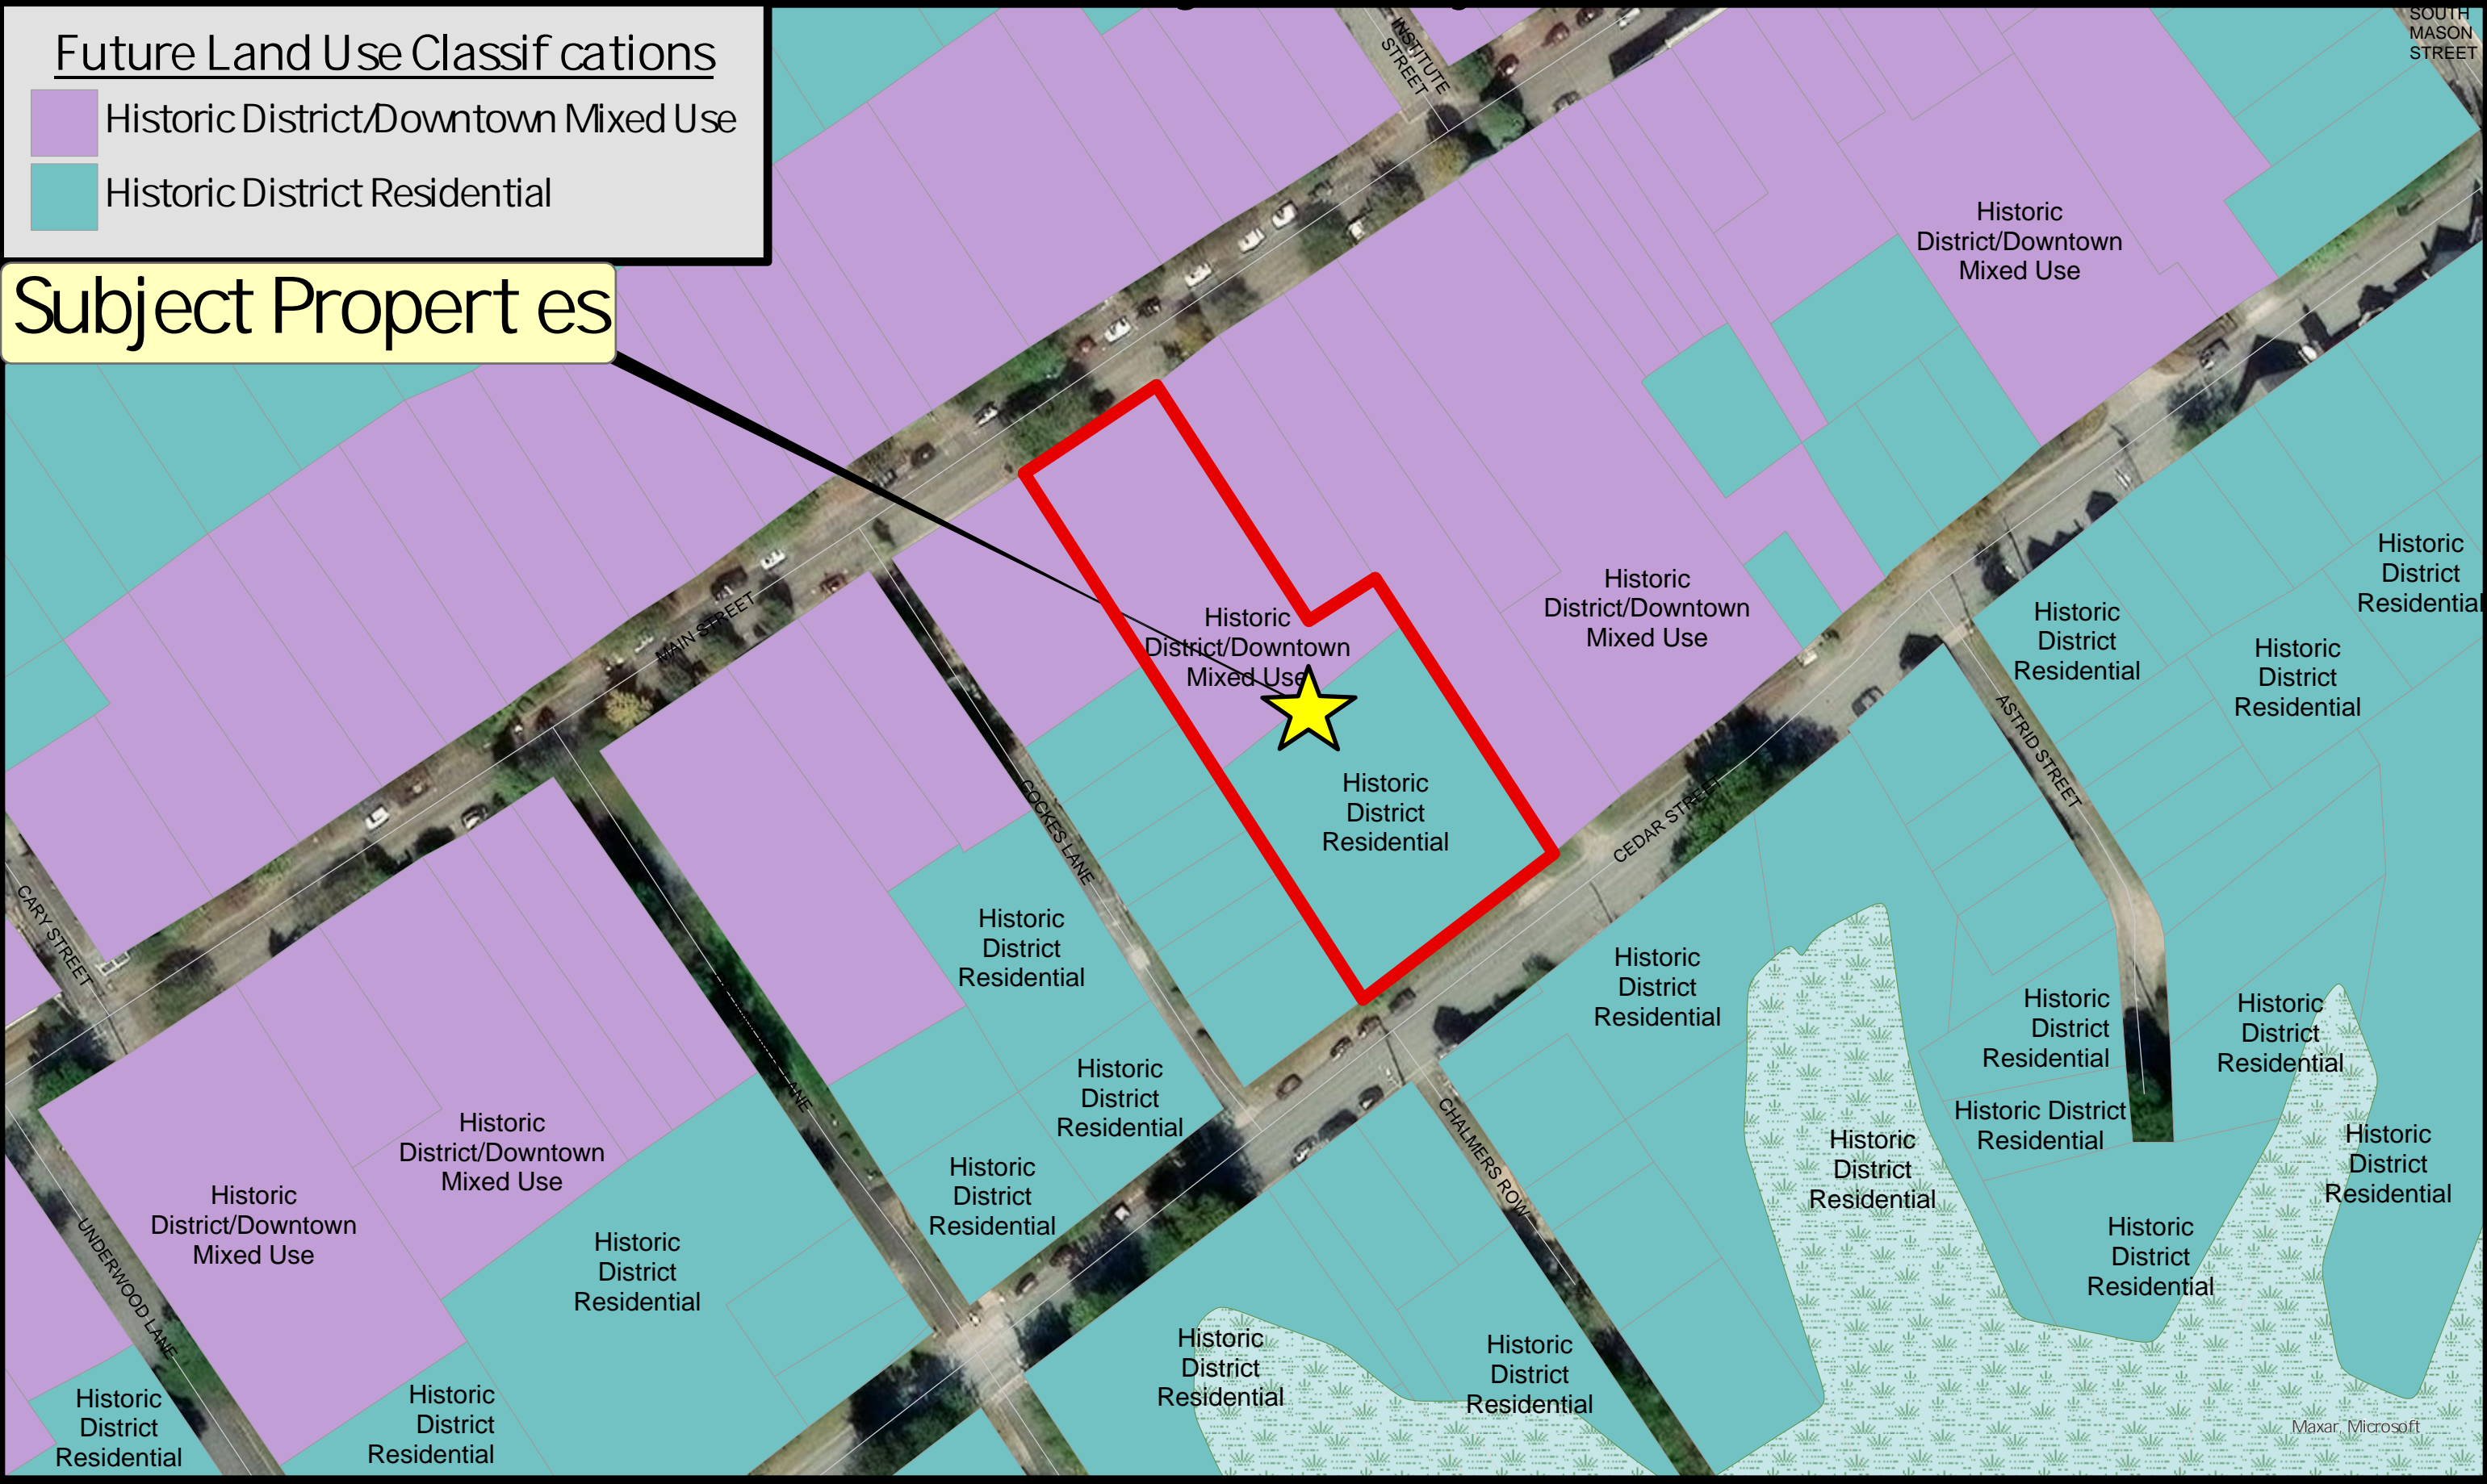 Future Land Use Classif cations
Historic District/Downtown Mixed Use
Historic District Residential
Subject Propert es
INSTITUTE
STREET
SOUTH
MASON
STREET
Historic
District/Downtown
Mixed Use
MAIN STREET
Historic
District/Downtown
Mixed Use
Historic
District/Downtown
Mixed Use
Historic
District
Residential
Historic
District
Residential
Historic
District
Residential
ASTRID STREET
Historic
District
Residential
COCKES LANE
CEDAR STREET
CARY STREET
Historic
District
Residential
Historic
District
Residential
Historic
District
Residential
Historic
District
Residential
Historic
District
Residential
LANE
CHALMERS ROW
Historic
District/Downtown
Mixed Use
Historic District
Residential
Historic
District
Residential
Historic
District
Residential
Historic
District
Residential
Historic
District/Downtown
Mixed Use
UNDERWOOD LANE
Historic
District
Residential
Historic
District
Residential
Historic
District
Residential
Historic
District
Residential
Historic
District
Residential
Historic
District
Residential
Historic
District
Residential
Maxar, Microsoft